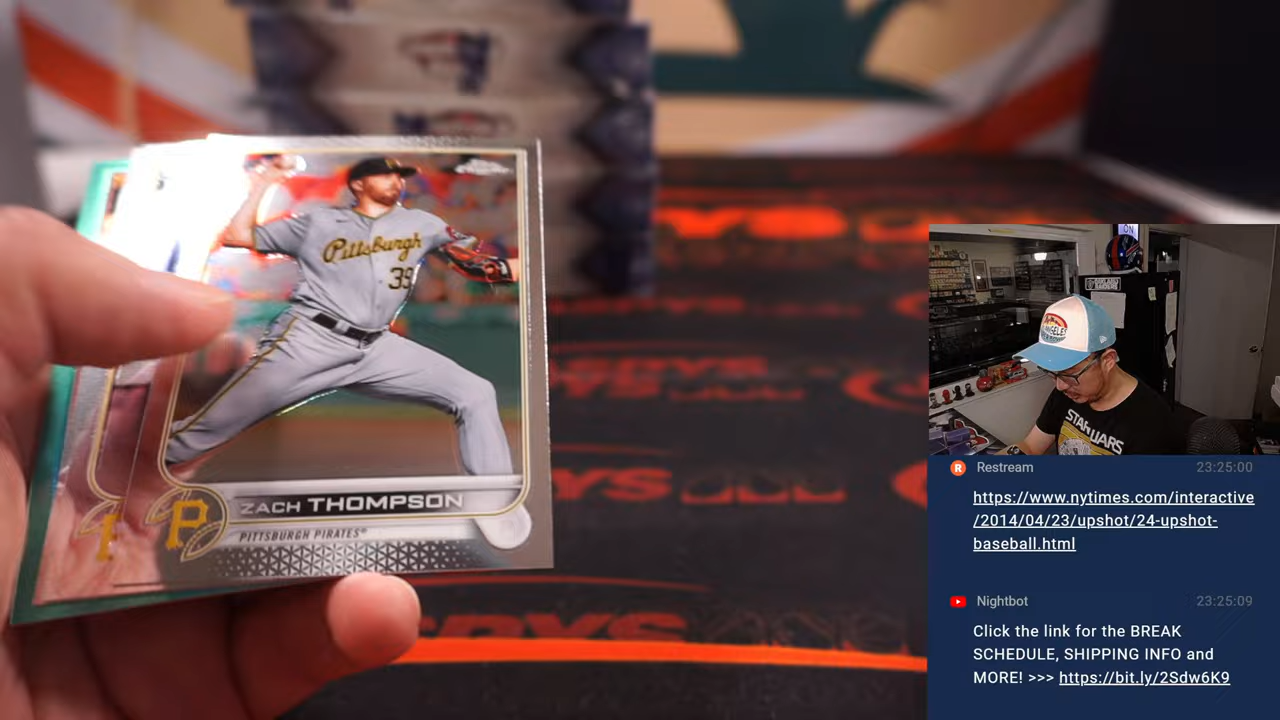 Pittsburgh
39
ZACH THOMPSON
PITTSBURGH PIRATES®
P
ON
STAR WARS
R Restream 23:25:00
https://www.nytimes.com/interactive
/2014/04/23/upshot/24-upshot-
baseball.html
Nightbot 23:25:09
Click the link for the BREAK
SCHEDULE, SHIPPING INFO and
MORE! >>> https://bit.ly/2Sdw6K9